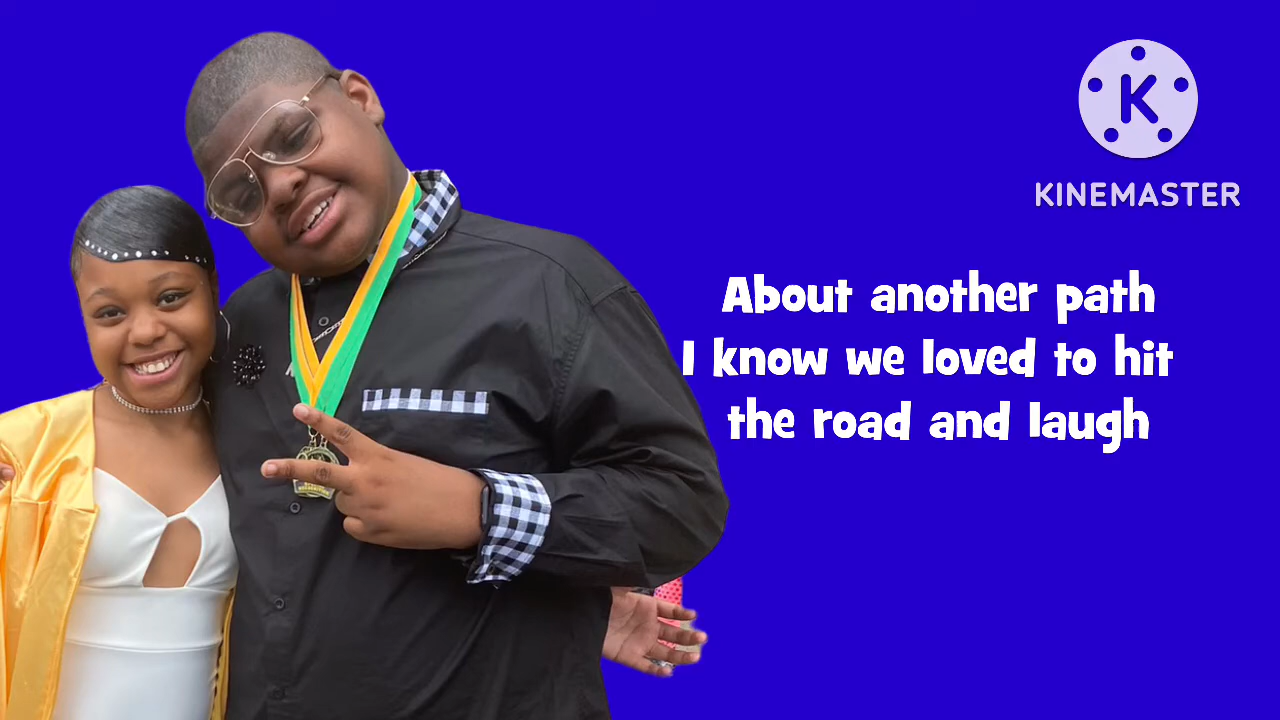 KINEMASTER
About another path
I know we loved to hit
the road and laugh